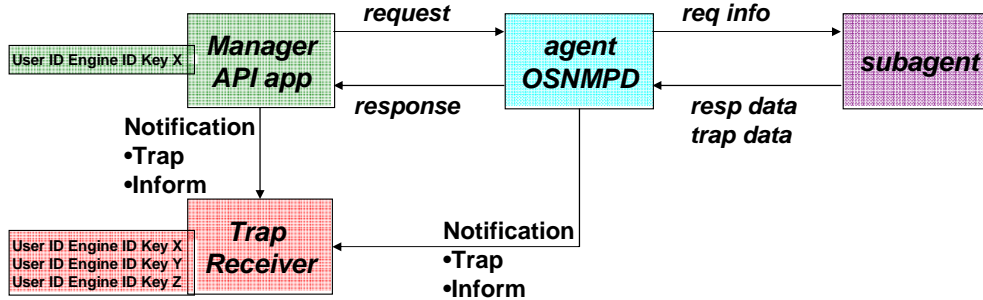 request
req info
User ID Engine ID Key X
Manager
API app
agent
OSNMPD
subagent
response
resp data
trap data
Notification
•Trap
•Inform
User ID Engine ID Key X
User ID Engine ID Key Y
User ID Engine ID Key Z
Trap
Receiver
Notification
•Trap
•Inform